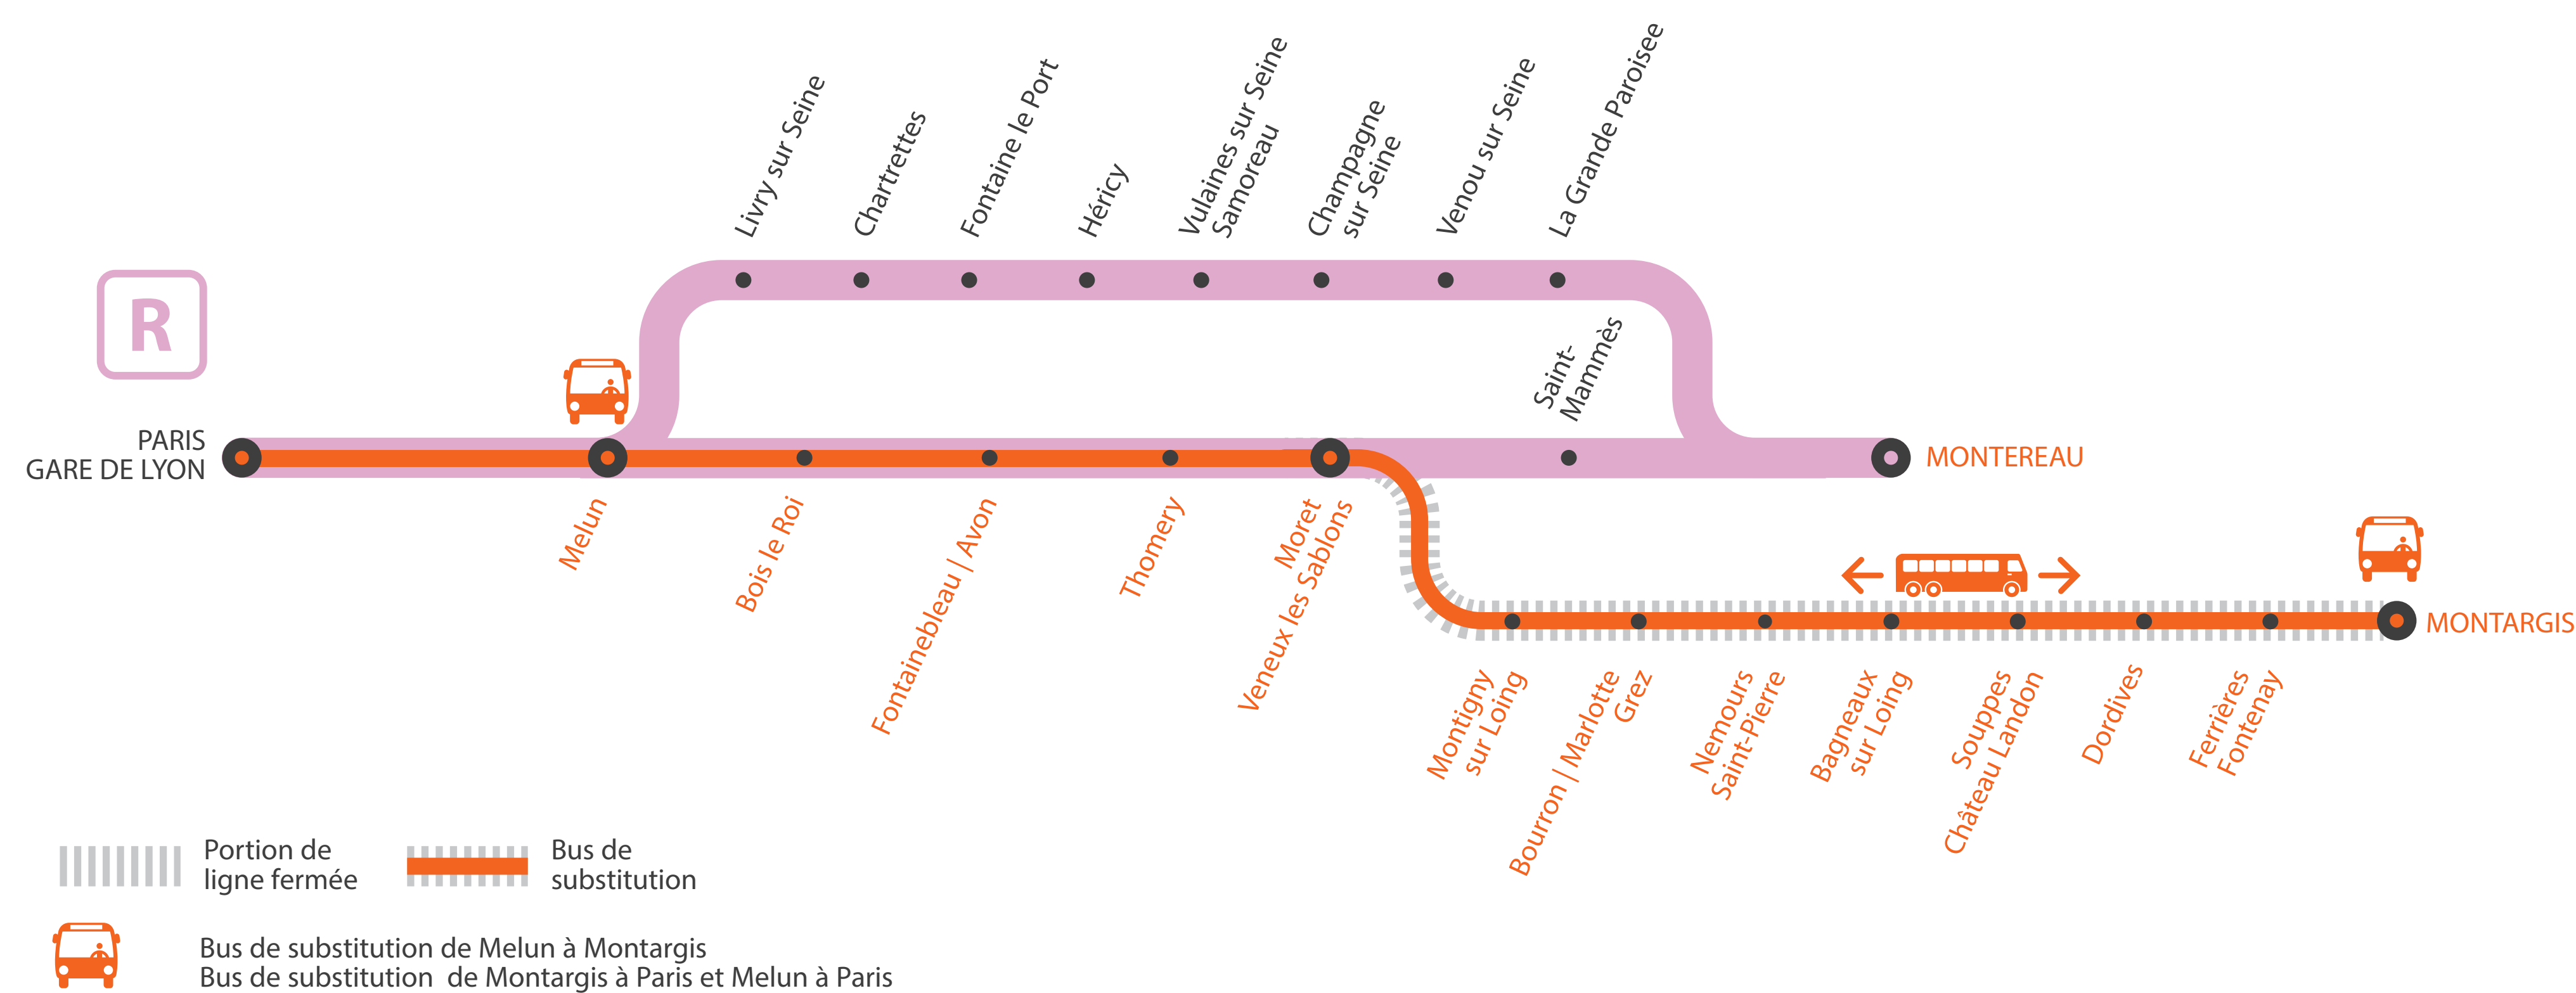 Livry sur Seine
Chartrettes
Fontaine le Port
Héricy
Vulaines sur Seine
Samoreau
Champagne
sur Seine
Venou sur Seine
La Grande Paroisee
R
Saint-
Mammès
PARIS
GARE DE LYON
MONTEREAU
Melun
Bois le Roi
Fontainebleau | Avon
Thomery
Moret
Veneux les Sablons
MONTARGIS
Montigny
sur Loing
Bourron | Marlotte
Grez
Nemours
Saint-Pierre
Bagneaux
sur Loing
Souppes
Château Landon
Dordives
Ferrières
Fontenay
Portion de
ligne fermée
Bus de
substitution
Bus de substitution de Melun à Montargis
Bus de substitution de Montargis à Paris et Melun à Paris